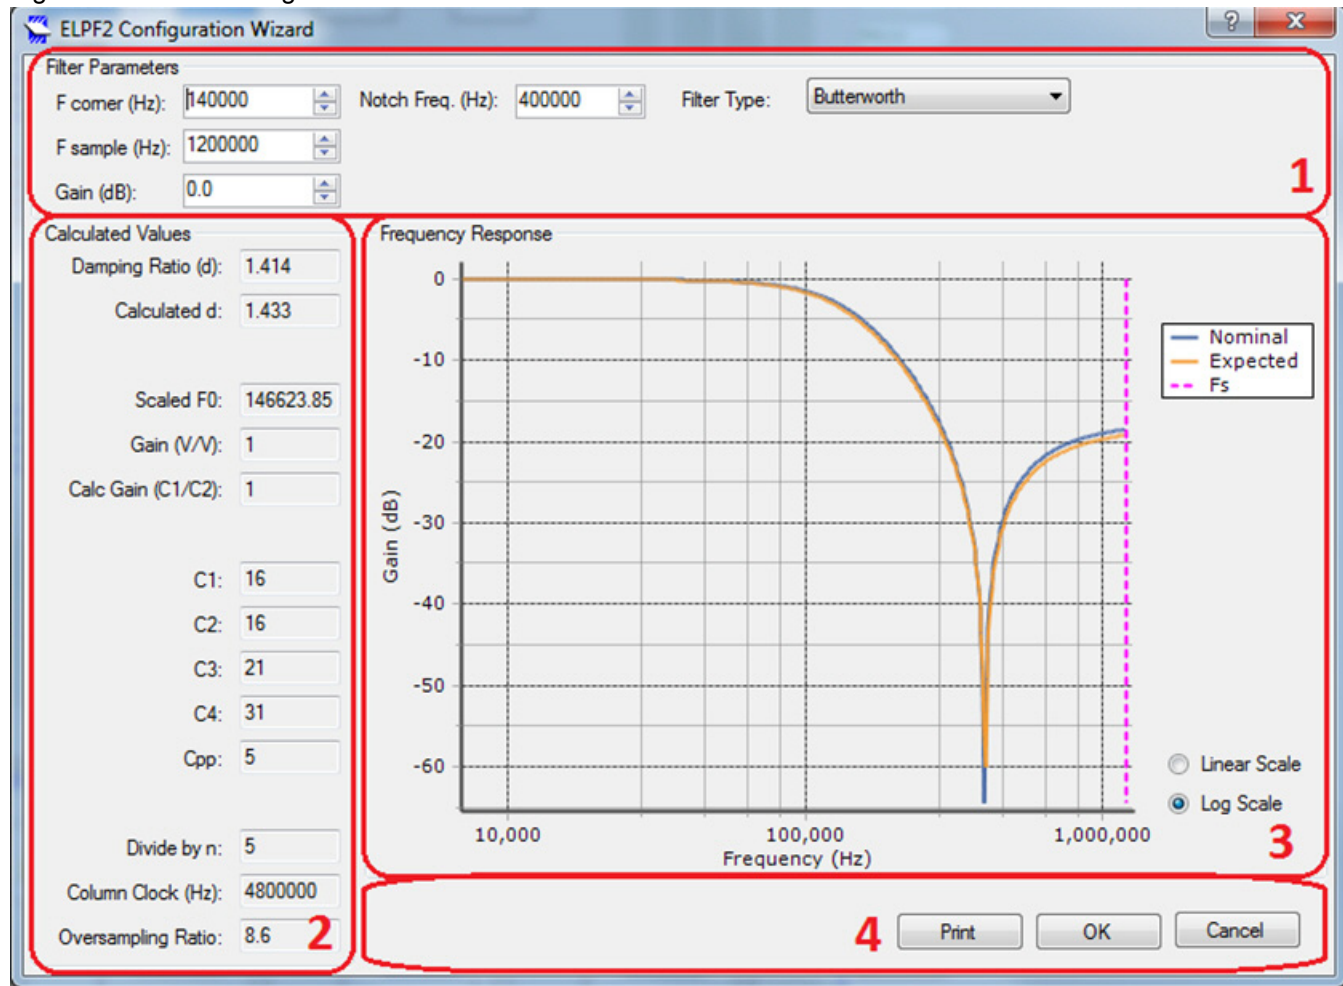 ELPF2 Configuration Wizard
?
X
Filter Parameters
F corner (Hz): 140000 Notch Freq. (Hz): 400000 Filter Type: Butterworth
F sample (Hz): 1200000
Gain (dB): 0.0
1
Calculated Values
Damping Ratio (d): 1.414
Calculated d: 1.433
Scaled F0: 146623.85
Gain (V/V): 1
Calc Gain (C1/C2): 1
C1: 16
C2: 16
C3: 21
C4: 31
Cpp: 5
Divide by n: 5
Column Clock (Hz): 4800000
Oversampling Ratio: 8.6
2
Frequency Response
0
-10
-20
-30
-40
-50
-60
Gain (dB)
10,000 100,000 1,000,000
Frequency (Hz)
Nominal
Expected
Fs
Linear Scale
Log Scale
3
4
Print OK Cancel